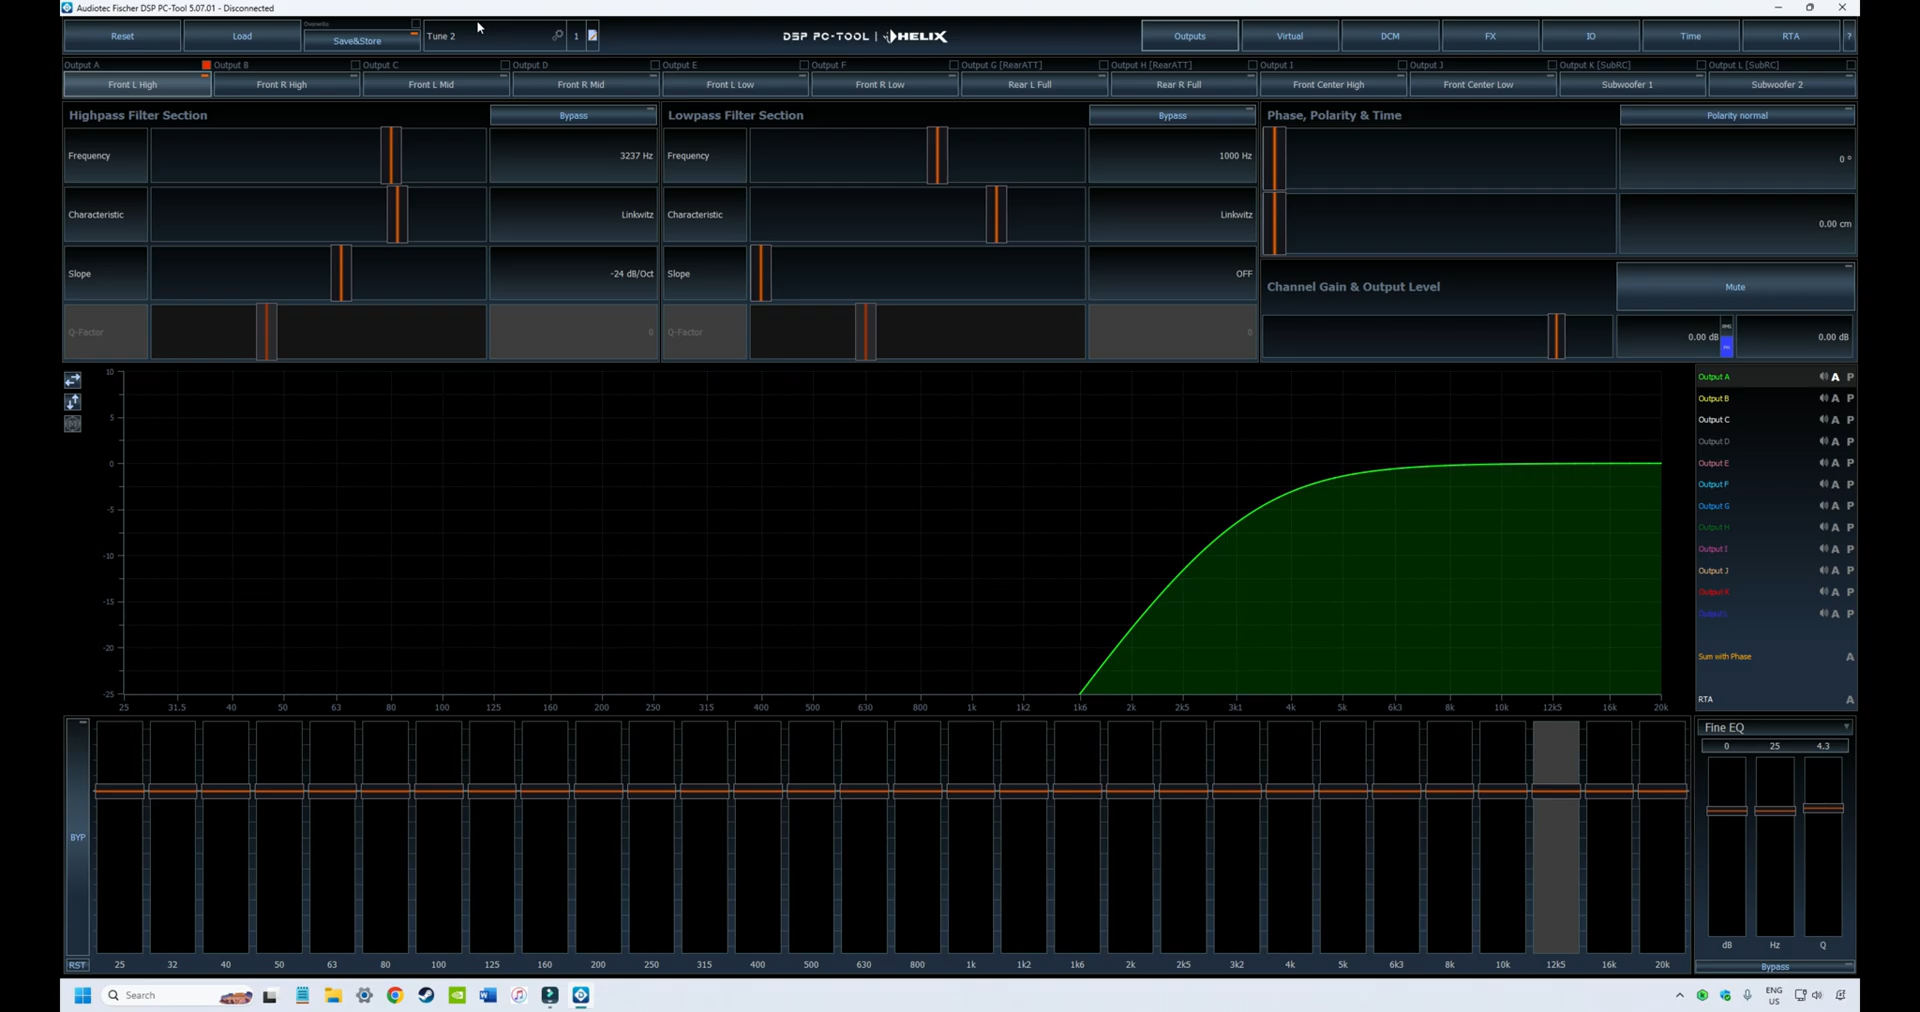 Audiotec Fischer DSP PC-Tool 5.07.01 - Disconnected
Reset Load Overwrite Save&Store Tune 2 1 DSP PC-TOOL | HELIX Outputs Virtual DCM FX IO Time RTA ?
Output A Output B Output C Output D Output E Output F Output G [RearATT] Output H [RearATT] Output I Output J Output K [SubRC] Output L [SubRC]
Front L High Front R High Front L Mid Front R Mid Front L Low Front R Low Rear L Full Rear R Full Front Center High Front Center Low Subwoofer 1 Subwoofer 2
Highpass Filter Section Bypass Lowpass Filter Section Bypass Phase, Polarity & Time Polarity normal
Frequency 3237 Hz Frequency 1000 Hz 0 °
Characteristic Linkwitz Characteristic Linkwitz 0.00 cm
Slope -24 dB/Oct Slope OFF Channel Gain & Output Level Mute
Q-Factor 0 Q-Factor 0 0.00 dB 0.00 dB
10
5
0
-5
-10
-15
-20
-25
25 31.5 40 50 63 80 100 125 160 200 250 315 400 500 630 800 1k 1k2 1k6 2k 2k5 3k1 4k 5k 6k3 8k 10k 12k5 16k 20k
Output A A P
Output B A P
Output C A P
Output D A P
Output E A P
Output F A P
Output G A P
Output H A P
Output I A P
Output J A P
Output K A P
Output L A P
Sum with Phase A
RTA A
BYP
RST 25 32 40 50 63 80 100 125 160 200 250 315 400 500 630 800 1k 1k2 1k6 2k 2k5 3k2 4k 5k 6k3 8k 10k 12k5 16k 20k
Fine EQ
0 25 4.3
dB Hz Q
Bypass
Search
ENG
US